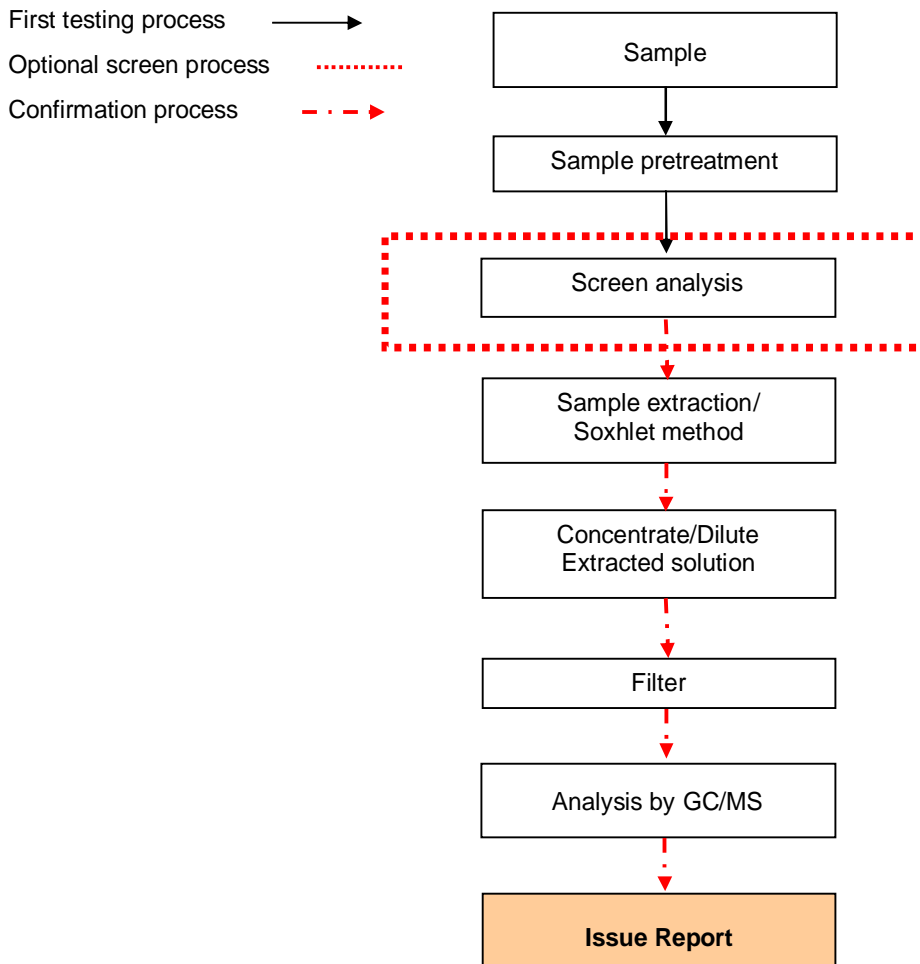 First testing process
Optional screen process
Confirmation process
Sample
Sample pretreatment
Screen analysis
Sample extraction/
Soxhlet method
Concentrate/Dilute
Extracted solution
Filter
Analysis by GC/MS
Issue Report